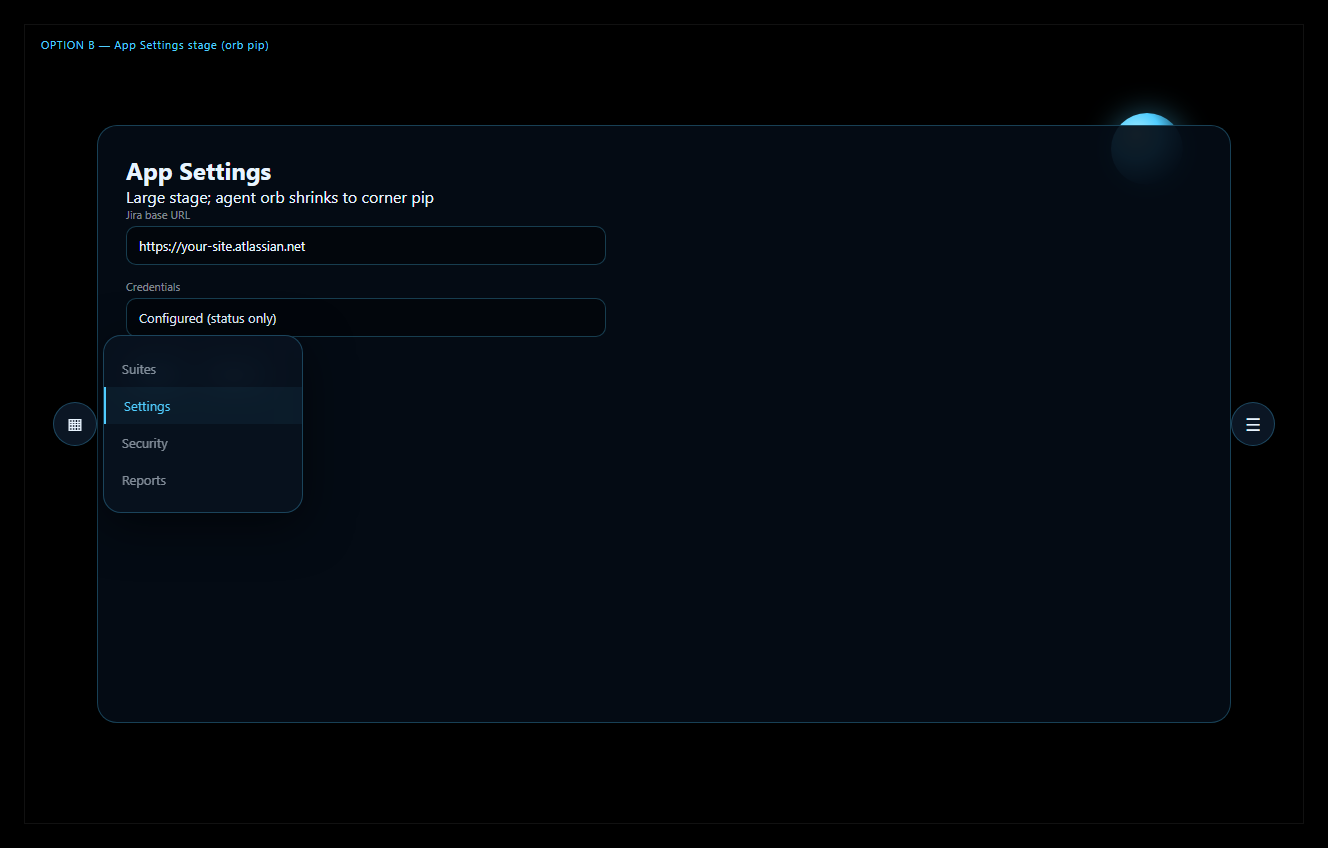 OPTION B — App Settings stage (orb pip)
App Settings
Large stage; agent orb shrinks to corner pip
Jira base URL
https://your-site.atlassian.net
Credentials
Configured (status only)
Suites
Settings
Security
Reports